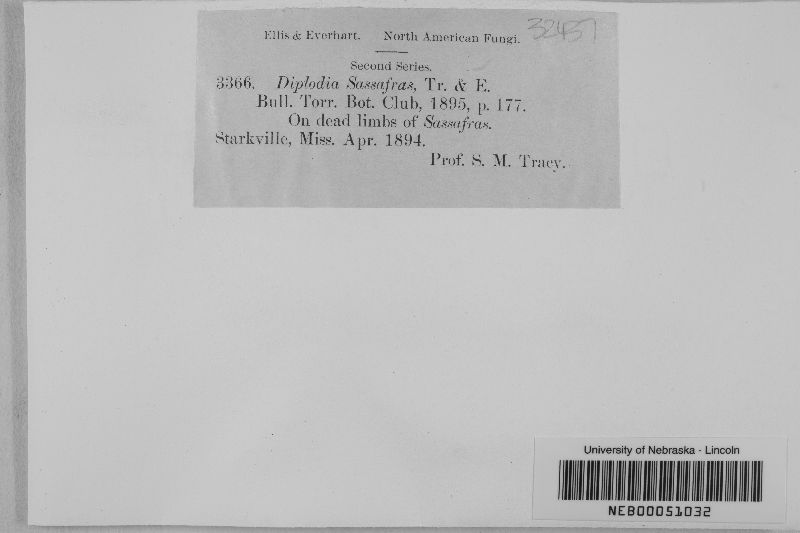 Ellis & Everhart. North American Fungi. 32437
Second Series.
3366. Diplodia Sassafras, Tr. & E.
Bull. Torr. Bot. Club, 1895, p. 177.
On dead limbs of Sassafras.
Starkville, Miss. Apr. 1894.
Prof. S. M. Tracy.
University of Nebraska - Lincoln
NEB00051032